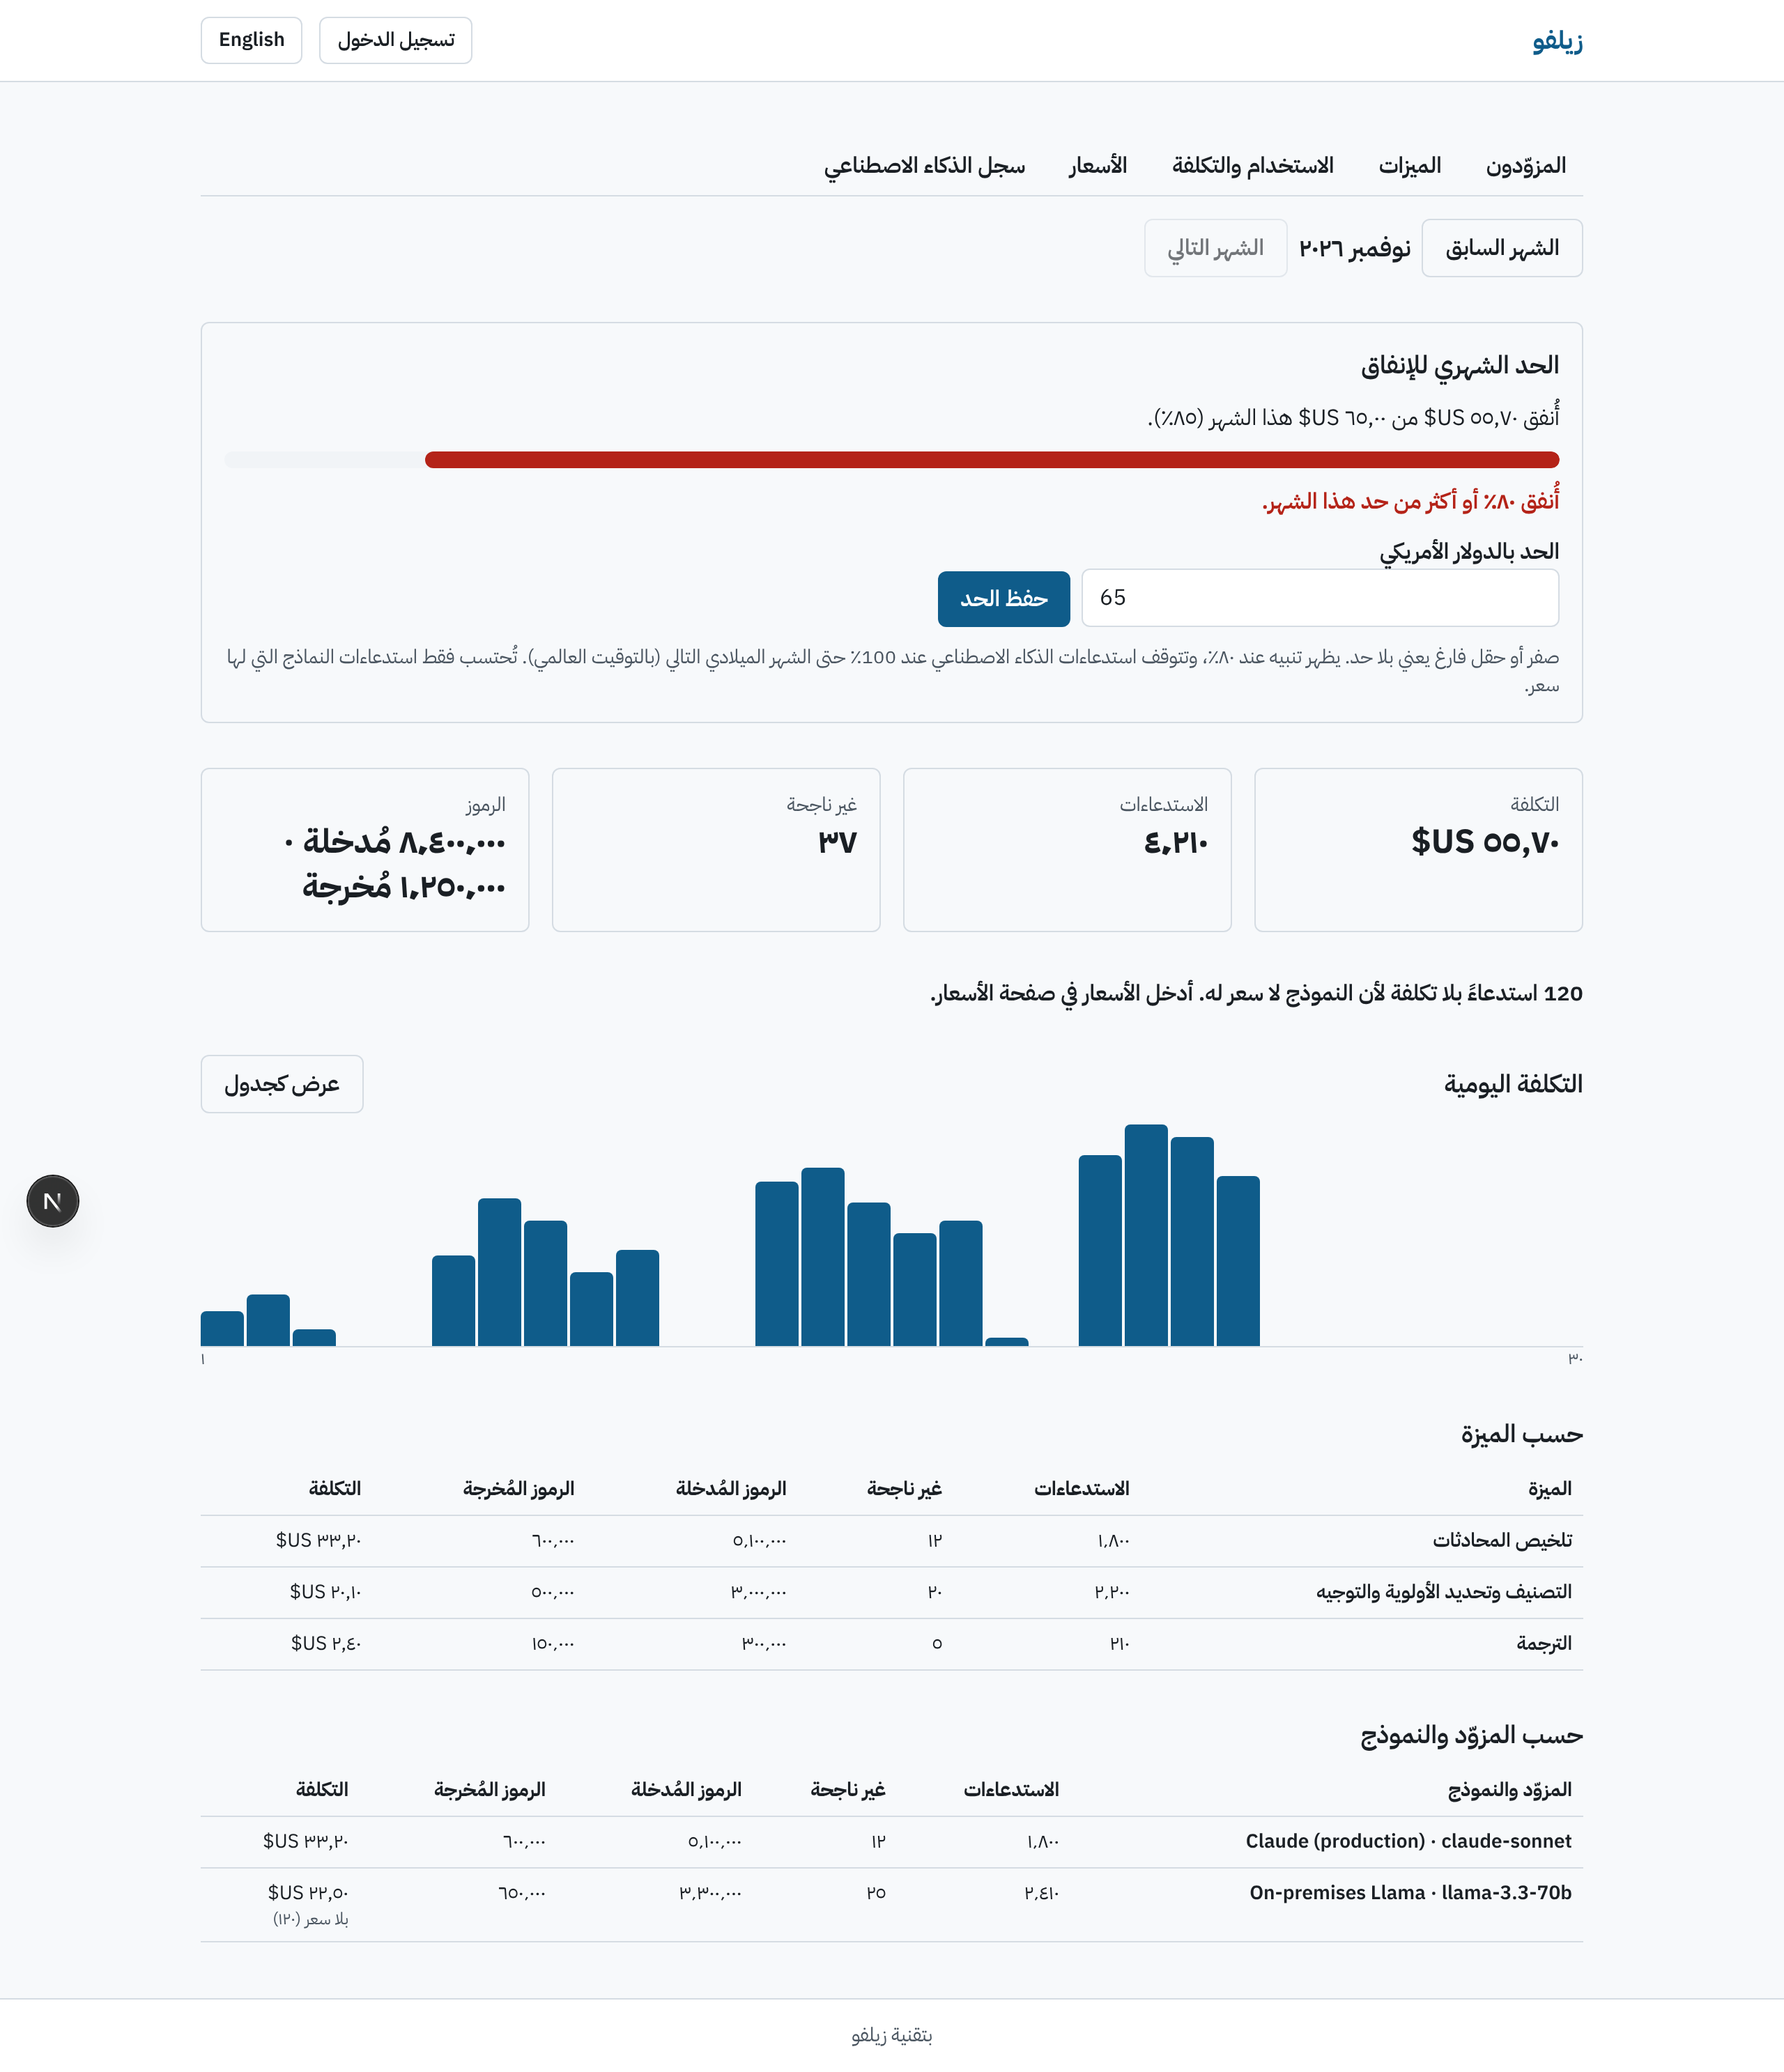 زيلفو
تسجيل الدخول
English
المزوّدون
الميزات
الاستخدام والتكلفة
الأسعار
سجل الذكاء الاصطناعي
الشهر السابق
نوفمبر ٢٠٢٦
الشهر التالي
الحد الشهري للإنفاق
أُنفق ٥٥,٧٠ US$ من ٦٥,٠٠ US$ هذا الشهر (٨٥٪).
أُنفق ٨٠٪ أو أكثر من حد هذا الشهر.
الحد بالدولار الأمريكي
65
حفظ الحد
صفر أو حقل فارغ يعني بلا حد. يظهر تنبيه عند ٨٠٪، وتتوقف استدعاءات الذكاء الاصطناعي عند 100٪ حتى الشهر الميلادي التالي (بالتوقيت العالمي). تُحتسب فقط استدعاءات النماذج التي لها
سعر.
التكلفة
٥٥,٧٠ US$
الاستدعاءات
٤,٢١٠
غير ناجحة
٣٧
الرموز
٨,٤٠٠,٠٠٠ مُدخلة ·
١,٢٥٠,٠٠٠ مُخرجة
120 استدعاءً بلا تكلفة لأن النموذج لا سعر له. أدخل الأسعار في صفحة الأسعار.
التكلفة اليومية
عرض كجدول
N
٣٠
١
حسب الميزة
الميزة الاستدعاءات غير ناجحة الرموز المُدخلة الرموز المُخرجة التكلفة
تلخيص المحادثات ١,٨٠٠ ١٢ ٥,١٠٠,٠٠٠ ٦٠٠,٠٠٠ ٣٣,٢٠ US$
التصنيف وتحديد الأولوية والتوجيه ٢,٢٠٠ ٢٠ ٣,٠٠٠,٠٠٠ ٥٠٠,٠٠٠ ٢٠,١٠ US$
الترجمة ٢١٠ ٥ ٣٠٠,٠٠٠ ١٥٠,٠٠٠ ٢,٤٠ US$
حسب المزوّد والنموذج
المزوّد والنموذج الاستدعاءات غير ناجحة الرموز المُدخلة الرموز المُخرجة التكلفة
Claude (production) · claude-sonnet ١,٨٠٠ ١٢ ٥,١٠٠,٠٠٠ ٦٠٠,٠٠٠ ٣٣,٢٠ US$
On-premises Llama · llama-3.3-70b ٢,٤١٠ ٢٥ ٣,٣٠٠,٠٠٠ ٦٥٠,٠٠٠ ٢٢,٥٠ US$
بلا سعر (١٢٠)
بتقنية زيلفو